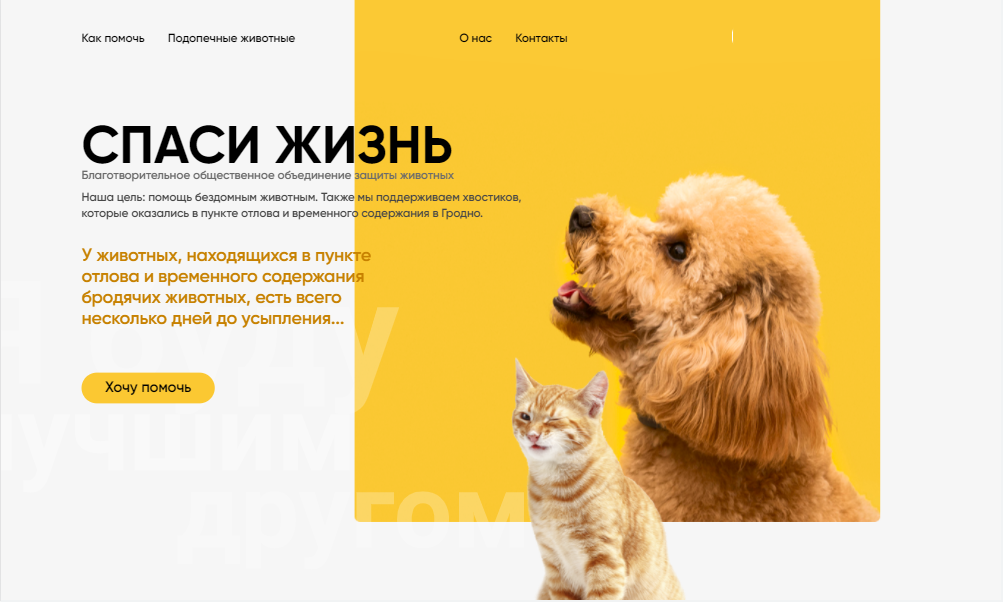 Как помочь Подопечные животные О нас Контакты
СПАСИ ЖИЗНЬ
Благотворительное общественное объединение защиты животных
Наша цель: помощь бездомным животным. Также мы поддерживаем хвостиков,
которые оказались в пункте отлова и временного содержания в Гродно.
У животных, находящихся в пункте
отлова и временного содержания
бродячих животных, есть всего
несколько дней до усыпления...
Я буду
Хочу помочь
лучшим
другом